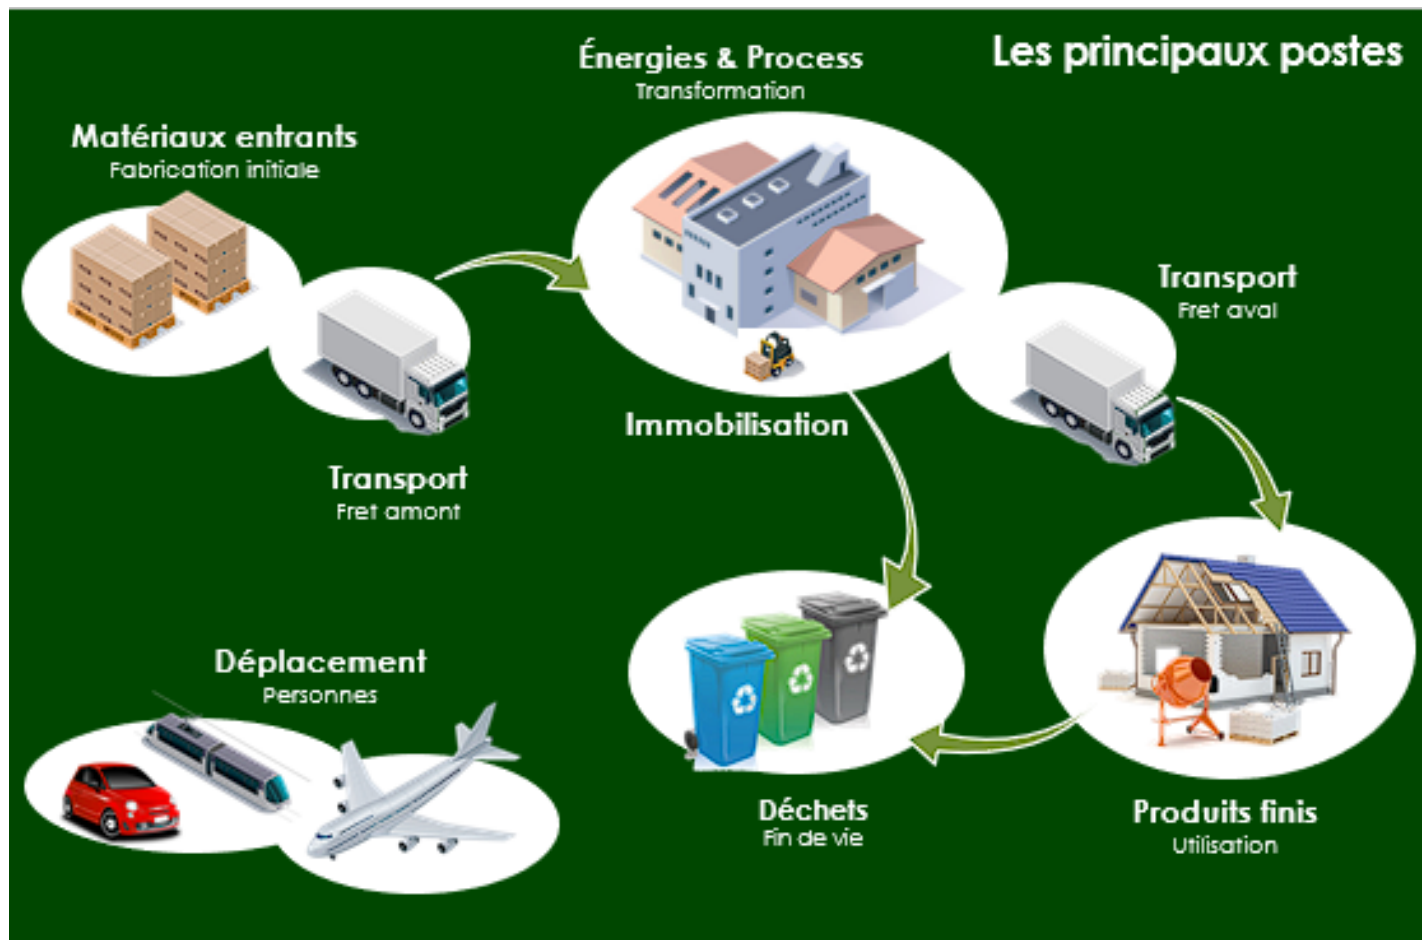 Les principaux postes
Énergies & Process
Transformation
Matériaux entrants
Fabrication initiale
Transport
Fret aval
Immobilisation
Transport
Fret amont
Déplacement
Personnes
Déchets
Fin de vie
Produits finis
Utilisation